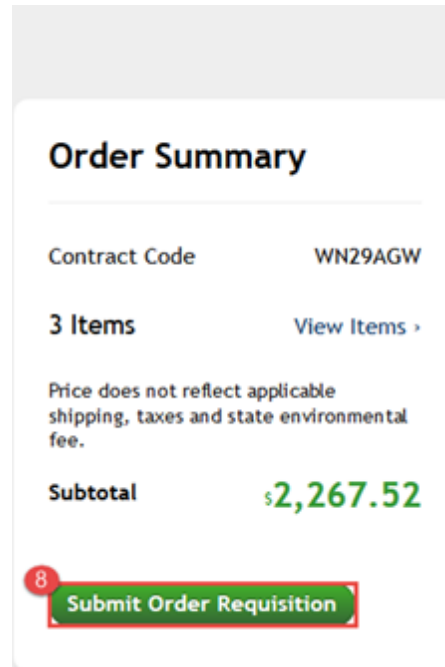 Order Summary
Contract Code WN29AGW
3 Items View Items ›
Price does not reflect applicable
shipping, taxes and state environmental
fee.
Subtotal $2,267.52
8
Submit Order Requisition